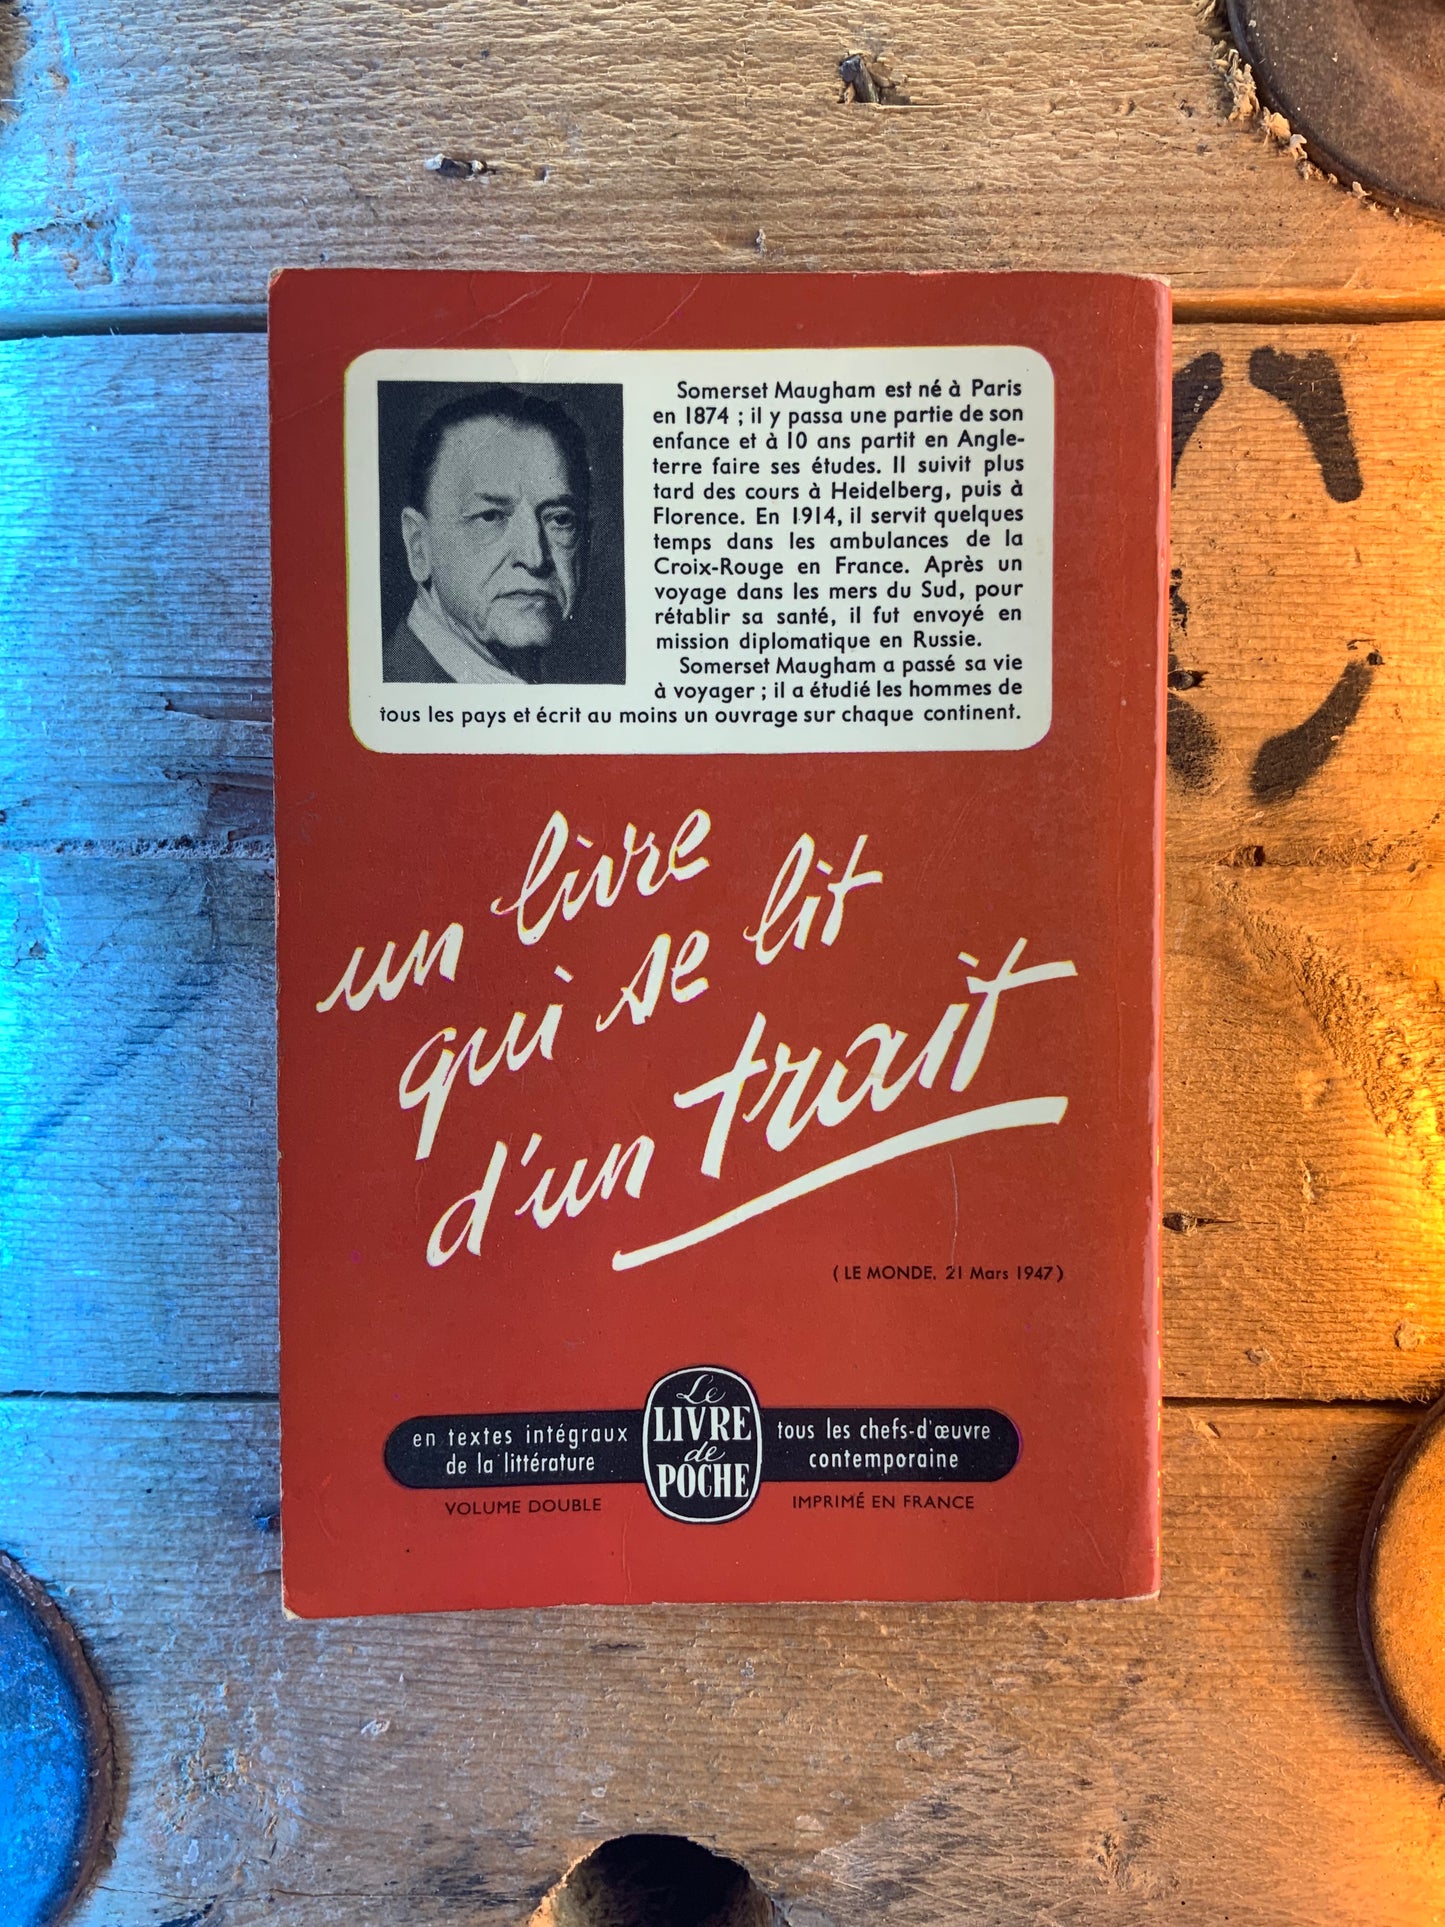 Somerset Maugham est né à Paris
en 1874 ; il y passa une partie de son
enfance et à 10 ans partit en Angle-
terre faire ses études. Il suivit plus
tard des cours à Heidelberg, puis à
Florence. En 1914, il servit quelques
temps dans les ambulances de la
Croix-Rouge en France. Après un
voyage dans les mers du Sud, pour
rétablir sa santé, il fut envoyé en
mission diplomatique en Russie.
Somerset Maugham a passé sa vie
à voyager ; il a étudié les hommes de
tous les pays et écrit au moins un ouvrage sur chaque continent.
un livre
qui se lit
d'un trait
(LE MONDE, 21 Mars 1947)
en textes intégraux
de la littérature
Le
LIVRE
de
POCHE
tous les chefs-d'œuvre
contemporaine
VOLUME DOUBLE
IMPRIMÉ EN FRANCE